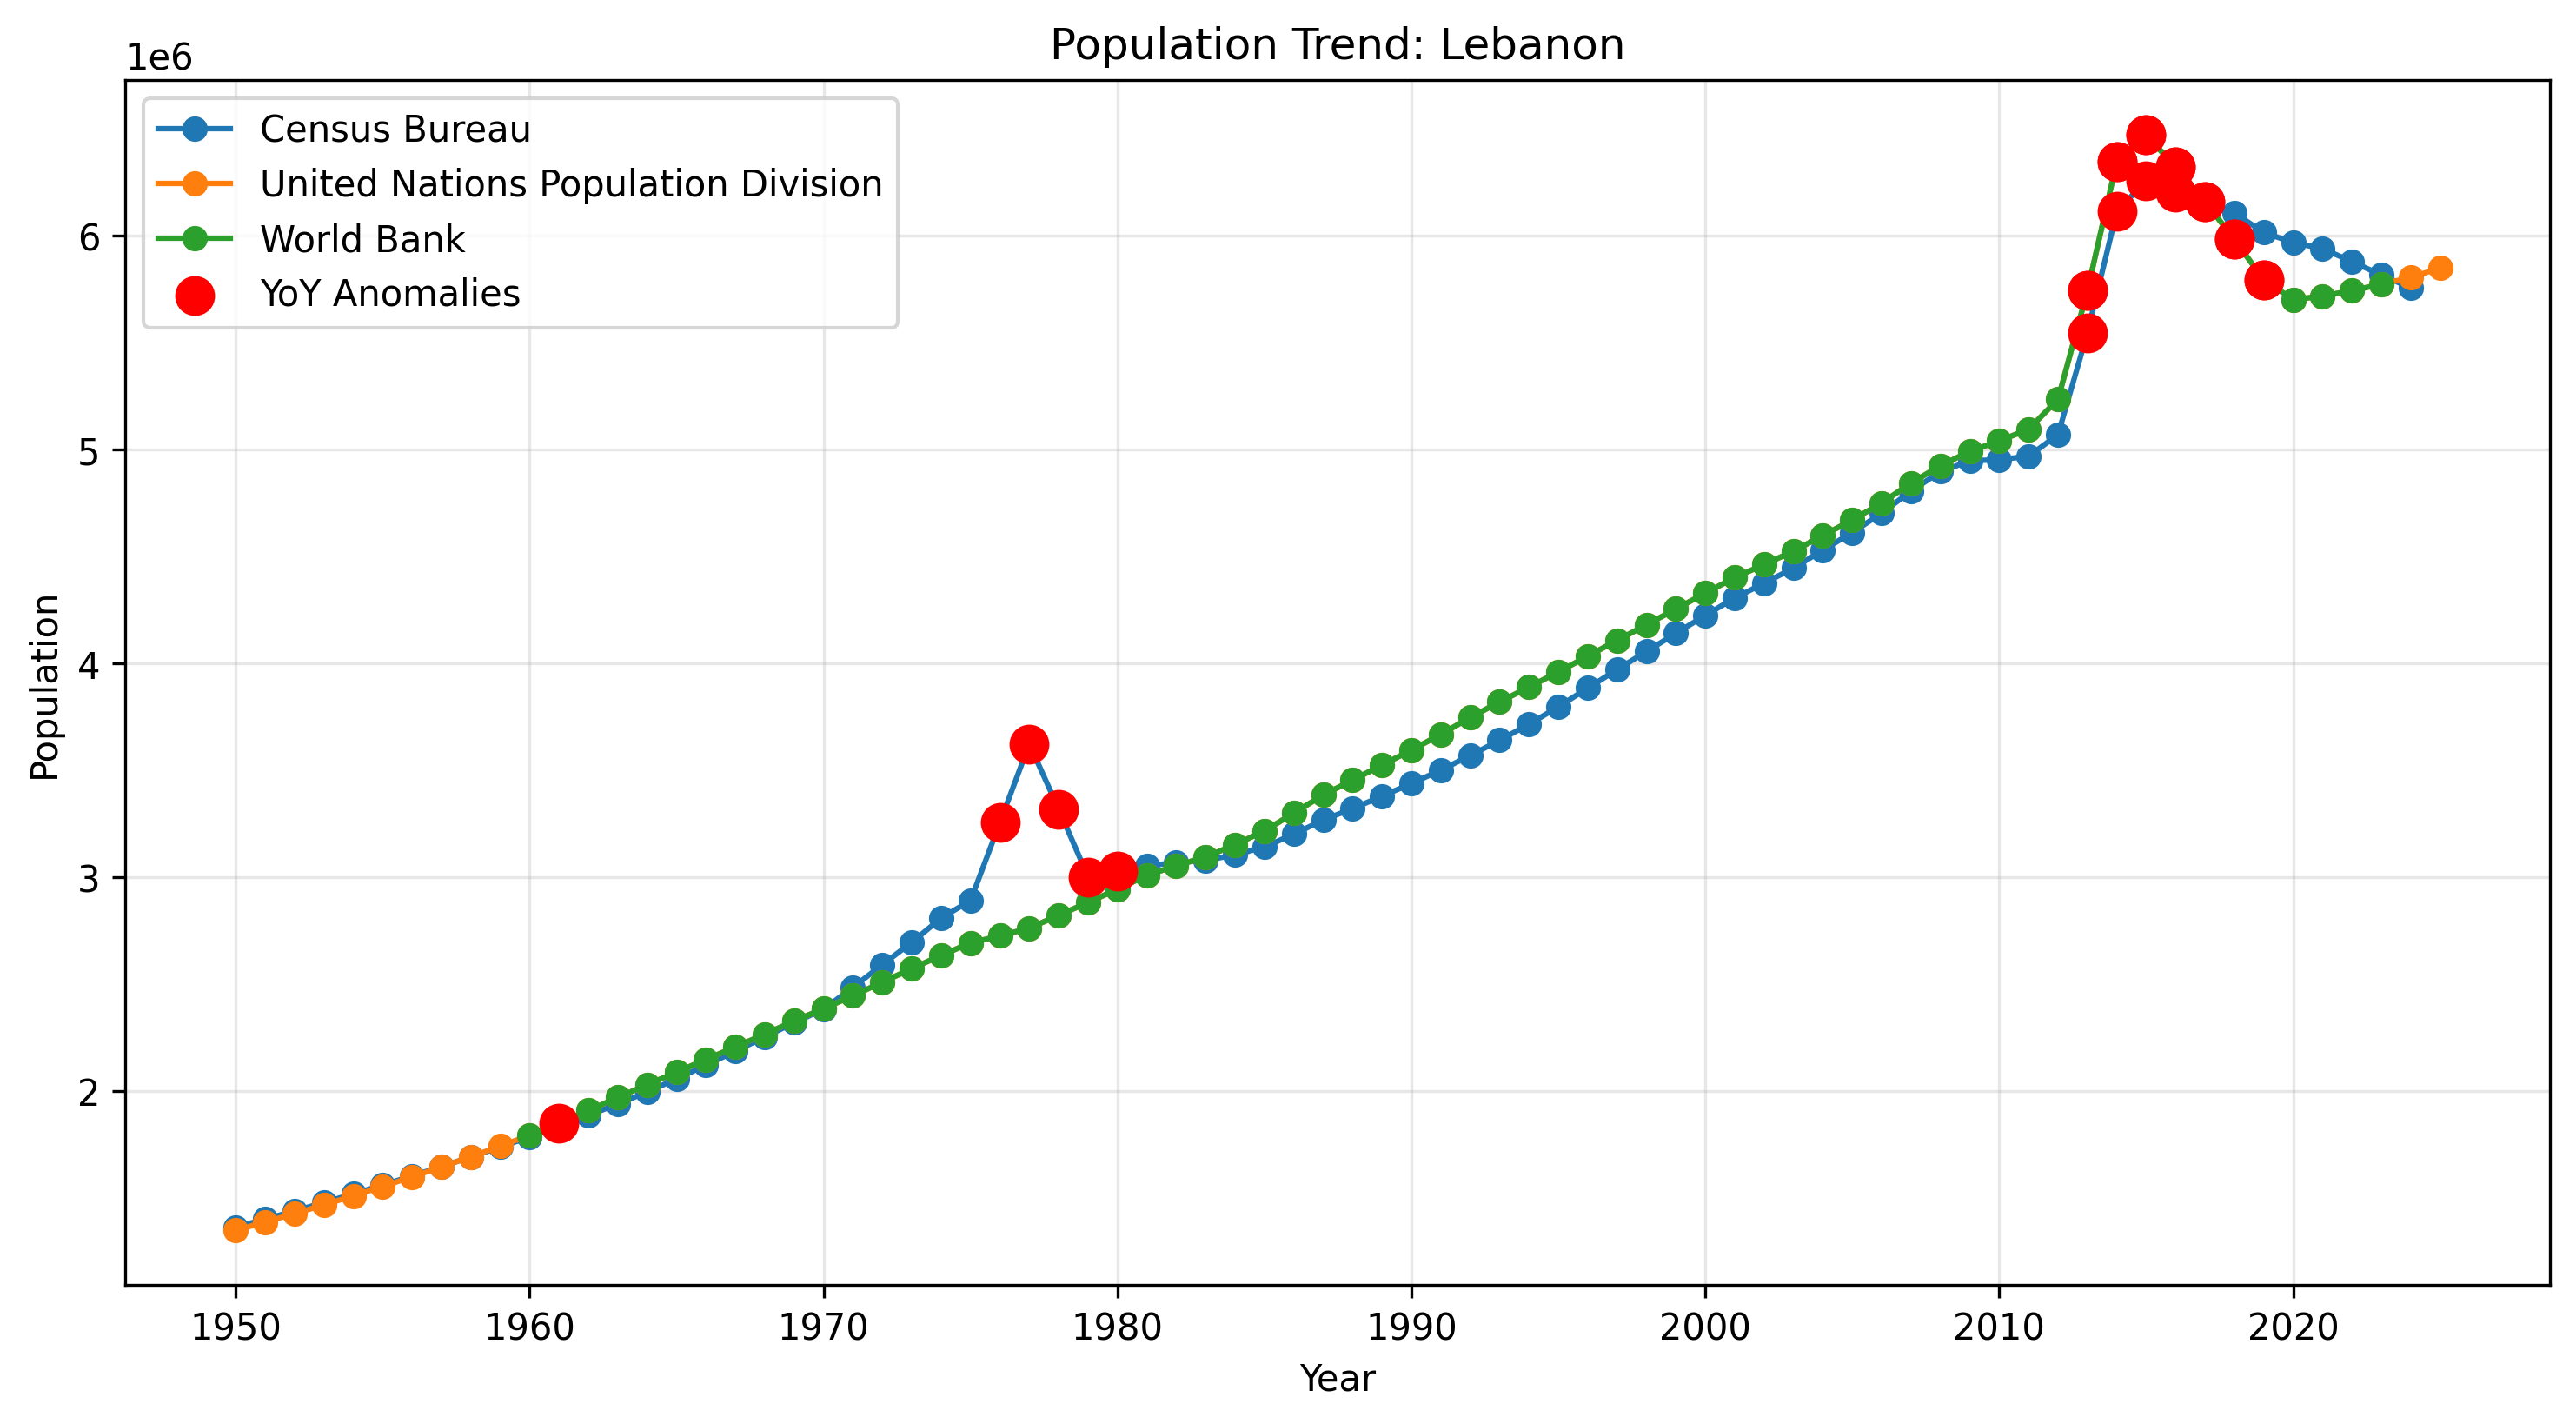 Population Trend: Lebanon
1e6
Census Bureau
United Nations Population Division
World Bank
YoY Anomalies
6
5
4
3
2
Population
1950 1960 1970 1980 1990 2000 2010 2020
Year